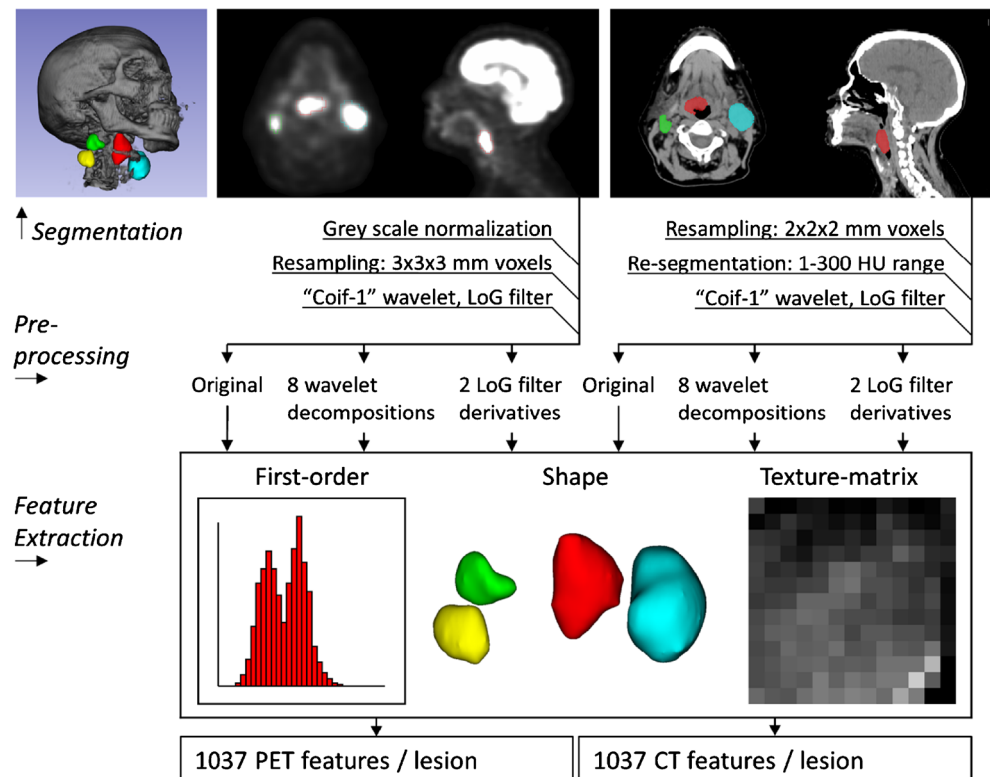 Segmentation
Grey scale normalization
Resampling: 3x3x3 mm voxels
“Coif-1” wavelet, LoG filter
Resampling: 2x2x2 mm voxels
Re-segmentation: 1-300 HU range
“Coif-1” wavelet, LoG filter
Pre-
processing
Original
8 wavelet
decompositions
2 LoG filter
derivatives
Original
8 wavelet
decompositions
2 LoG filter
derivatives
Feature
Extraction
First-order
Shape
Texture-matrix
1037 PET features / lesion
1037 CT features / lesion